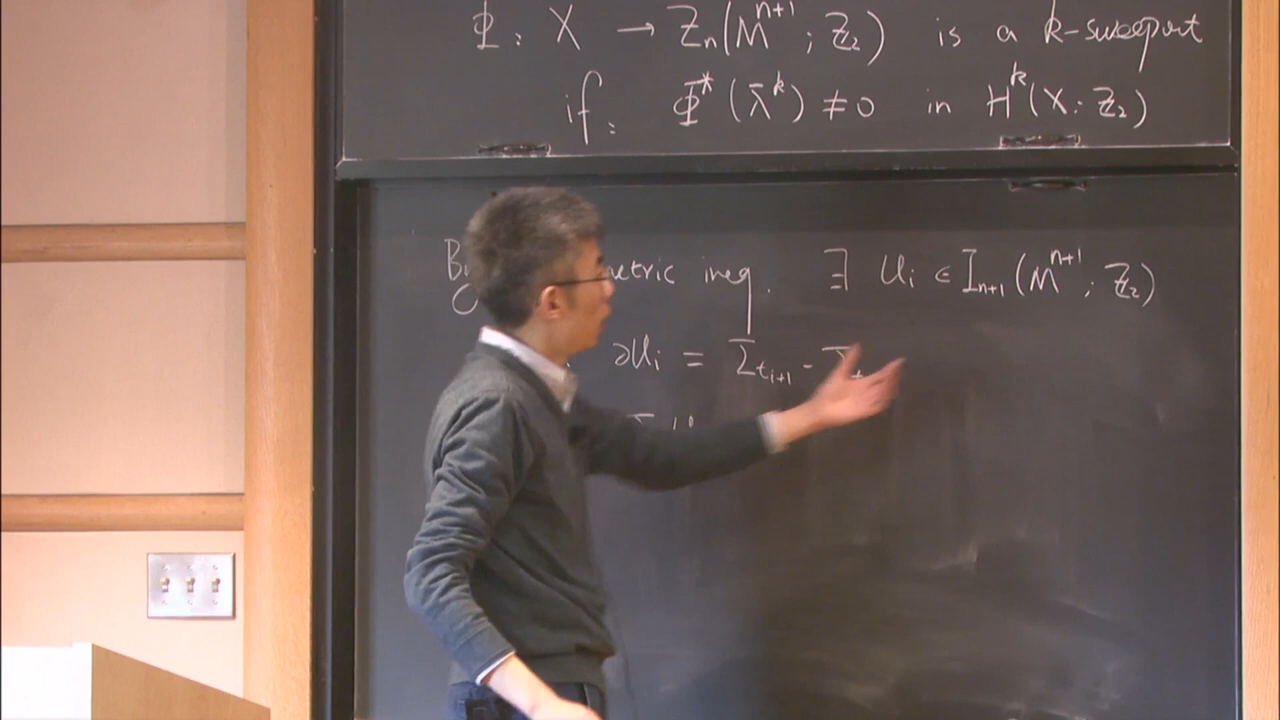 Φ : X → Z_n(M^{n+1}; Z_2) is a k-sweepout
if: Φ^*(λ̄^k) ≠ 0 in H^k(X; Z_2)
ineq. ∃ U_i ∈ I_{n+1}(M^{n+1}; Z_2)
∂U_i = Σ_{t_{i+1}} - Σ